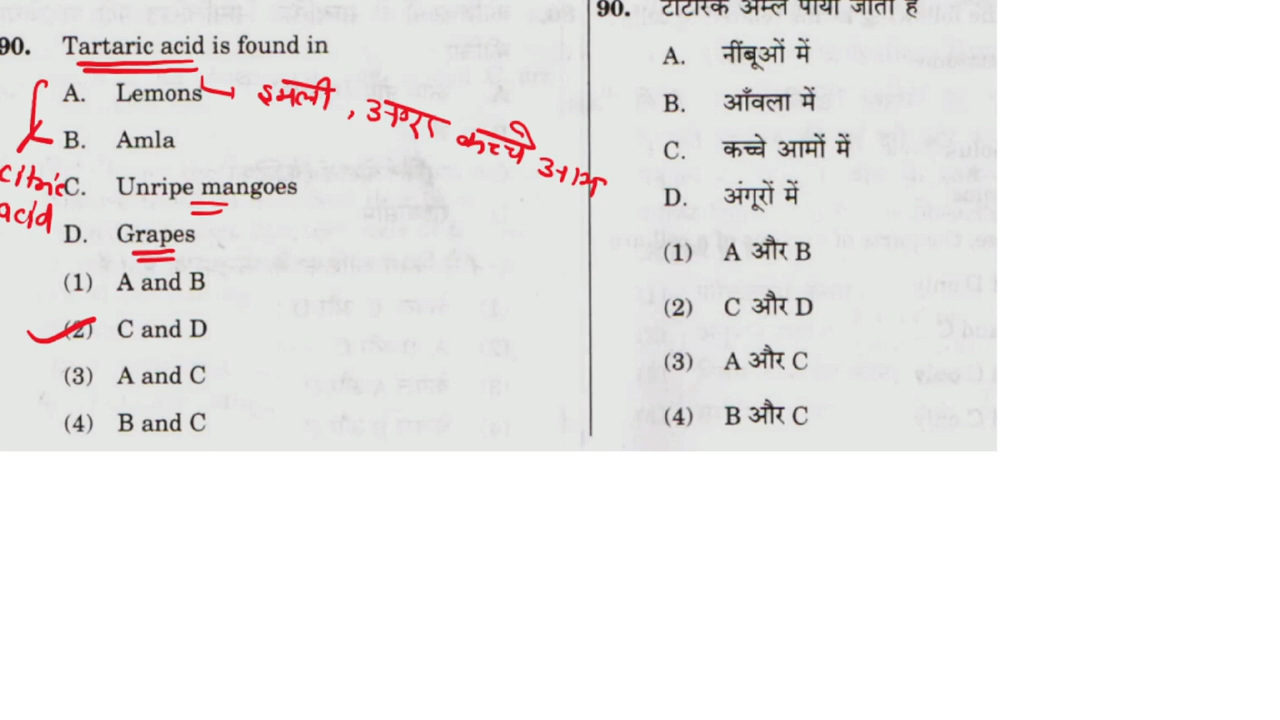 90. Tartaric acid is found in
A. Lemons इमली, अंगूर कच्चे आम
B. Amla
citric acid
C. Unripe mangoes
D. Grapes
(1) A and B
(2) C and D
(3) A and C
(4) B and C
90. टार्टरिक अम्ल पाया जाता है
A. नींबूओं में
B. आँवला में
C. कच्चे आमों में
D. अंगूरों में
(1) A और B
(2) C और D
(3) A और C
(4) B और C